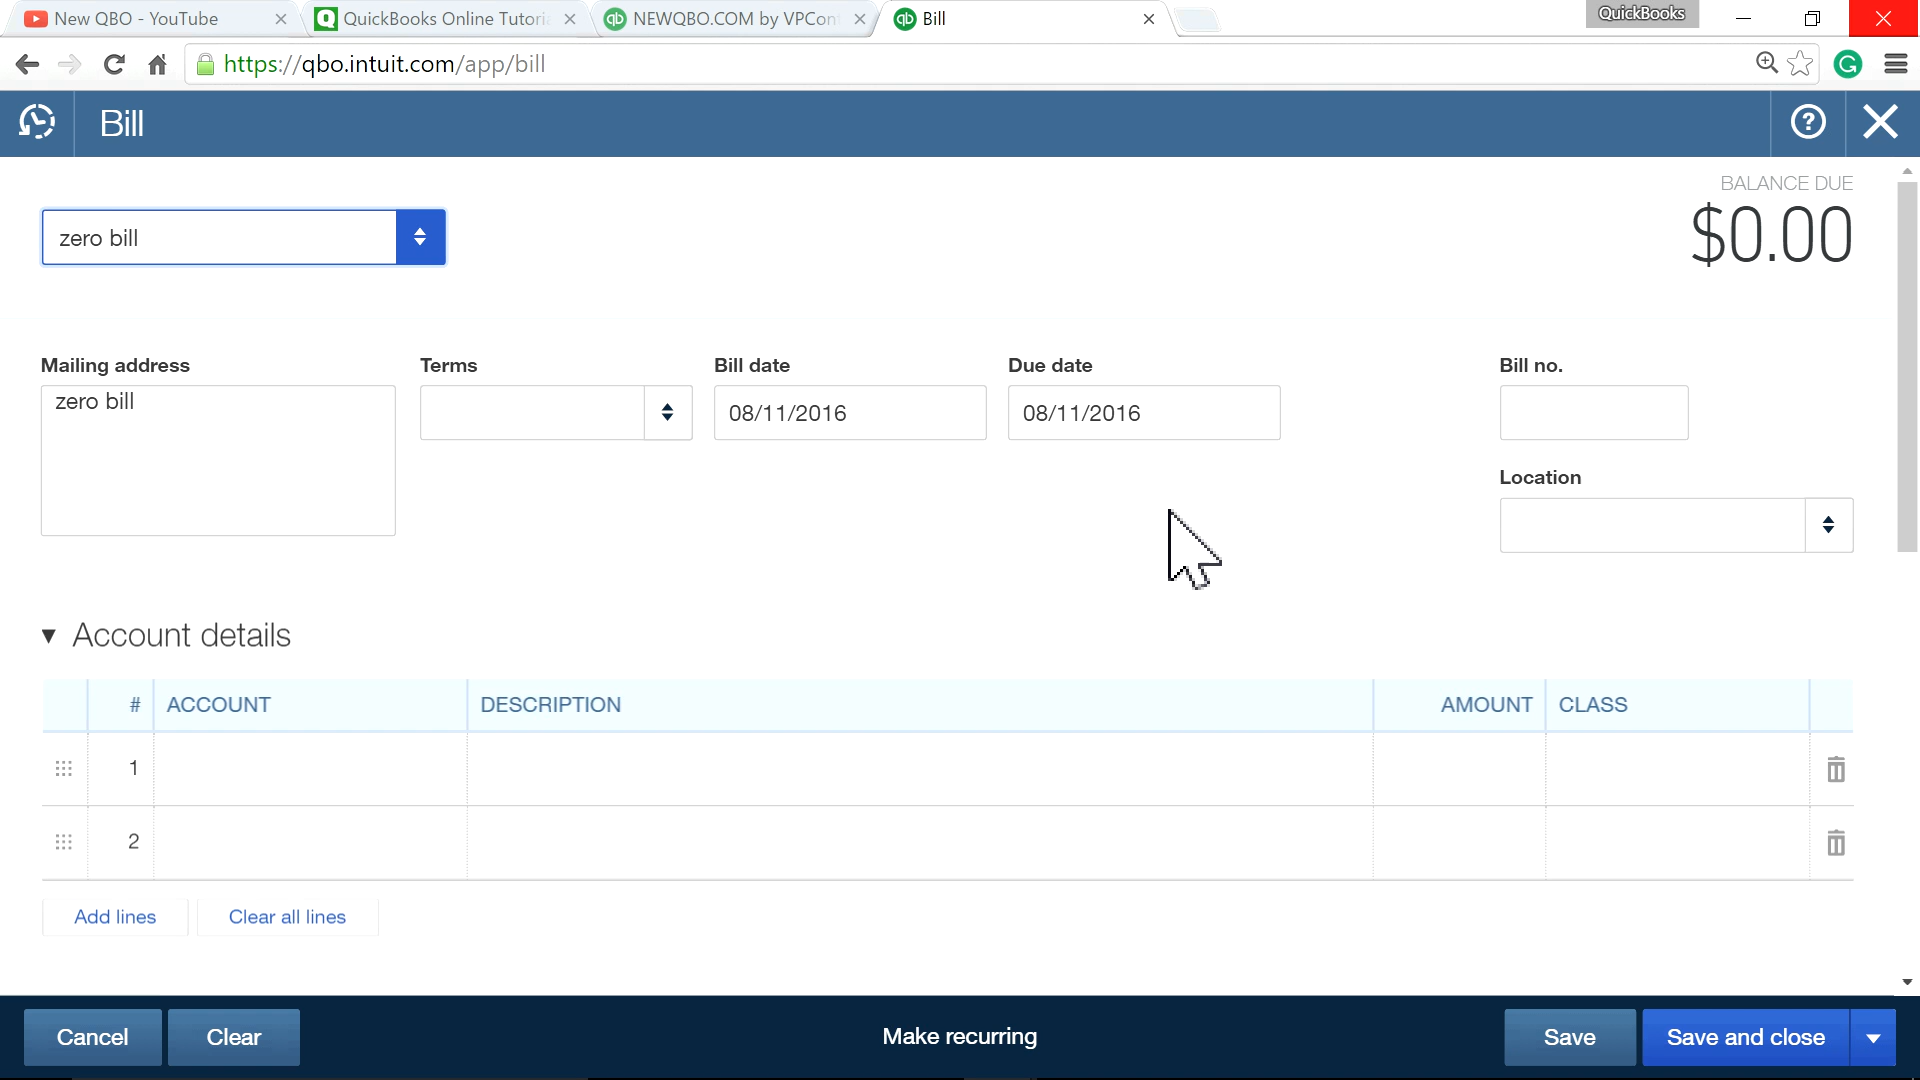 New QBO - YouTube
QuickBooks Online Tutori
NEWQBO.COM by VPCon
Bill
QuickBooks
https://qbo.intuit.com/app/bill
Bill
BALANCE DUE
$0.00
zero bill
Mailing address
Terms
Bill date
Due date
Bill no.
zero bill
08/11/2016
08/11/2016
Location
Account details
# ACCOUNT DESCRIPTION AMOUNT CLASS
1
2
Add lines
Clear all lines
Cancel
Clear
Make recurring
Save
Save and close